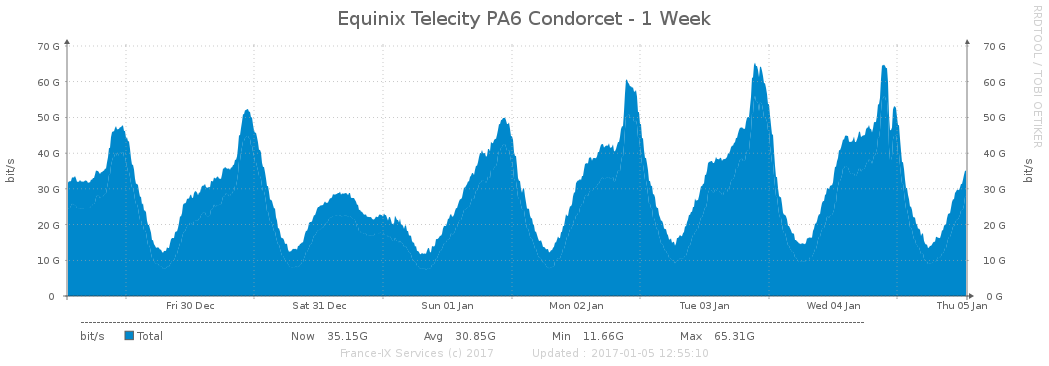 Equinix Telecity PA6 Condorcet - 1 Week
RRDTOOL / TOBI OETIKER
bit/s
70 G
60 G
50 G
40 G
30 G
20 G
10 G
0
70 G
60 G
50 G
40 G
30 G
20 G
10 G
0 G
bit/s
Fri 30 Dec Sat 31 Dec Sun 01 Jan Mon 02 Jan Tue 03 Jan Wed 04 Jan Thu 05 Jan
bit/s Total Now 35.15G Avg 30.85G Min 11.66G Max 65.31G
France-IX Services (c) 2017 Updated : 2017-01-05 12:55:10